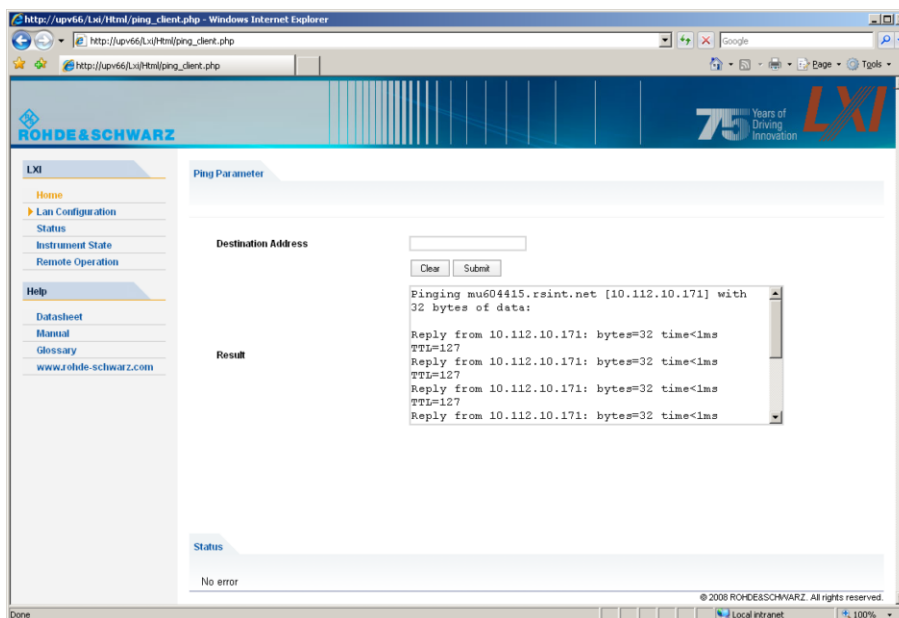 http://upv66/Lxi/Html/ping_client.php - Windows Internet Explorer
http://upv66/Lxi/Html/ping_client.php
Google
http://upv66/Lxi/Html/ping_client.php
Page
Tools
ROHDE&SCHWARZ
75 Years of
Driving
Innovation
LXI
LXI
Home
Lan Configuration
Status
Instrument State
Remote Operation
Help
Datasheet
Manual
Glossary
www.rohde-schwarz.com
Ping Parameter
Destination Address
Clear Submit
Result
Pinging mu604415.rsint.net [10.112.10.171] with
32 bytes of data:
Reply from 10.112.10.171: bytes=32 time<1ms
TTL=127
Reply from 10.112.10.171: bytes=32 time<1ms
TTL=127
Reply from 10.112.10.171: bytes=32 time<1ms
TTL=127
Reply from 10.112.10.171: bytes=32 time<1ms
Status
No error
© 2008 ROHDE&SCHWARZ. All rights reserved.
Done
Local intranet
100%